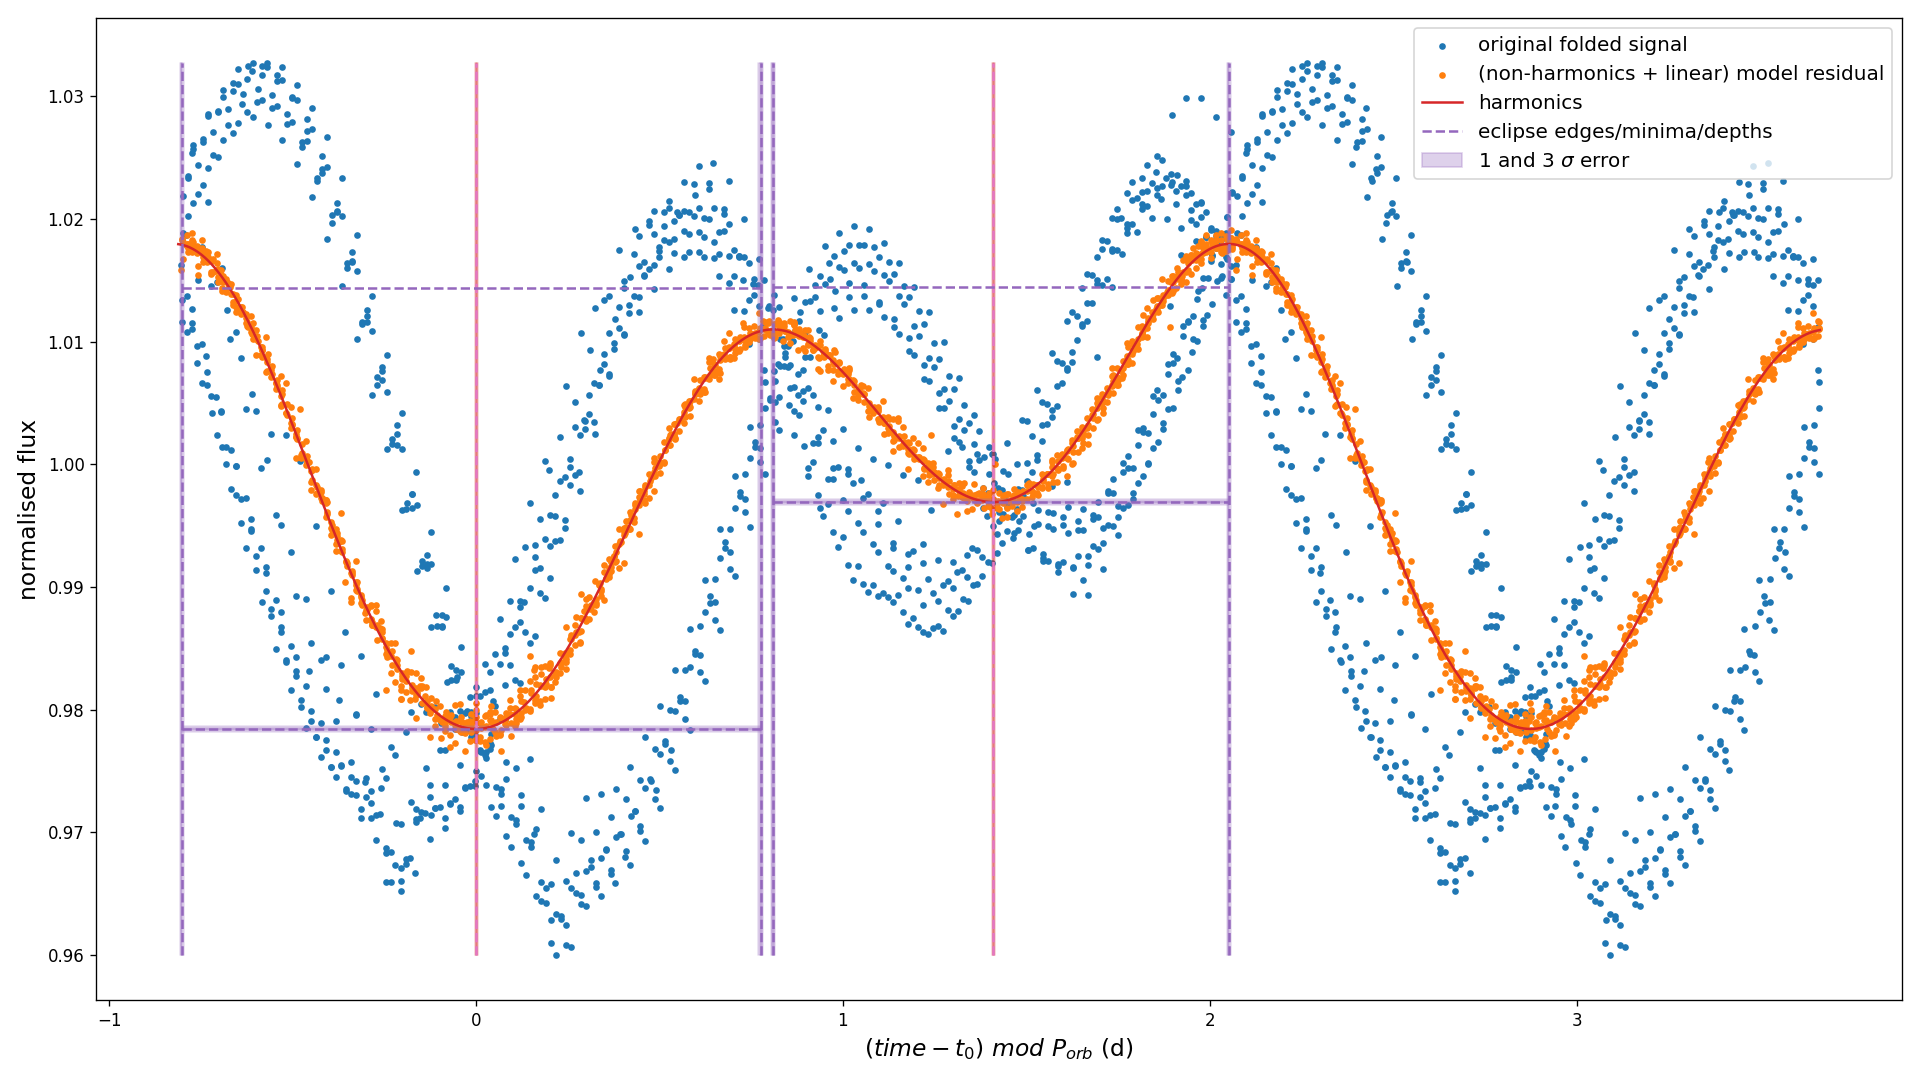 original folded signal
(non-harmonics + linear) model residual
harmonics
eclipse edges/minima/depths
1 and 3 σ error
normalised flux
1.03
1.02
1.01
1.00
0.99
0.98
0.97
0.96
−1
0
1
2
3
(time − t₀) mod Pₒᵣᵦ (d)